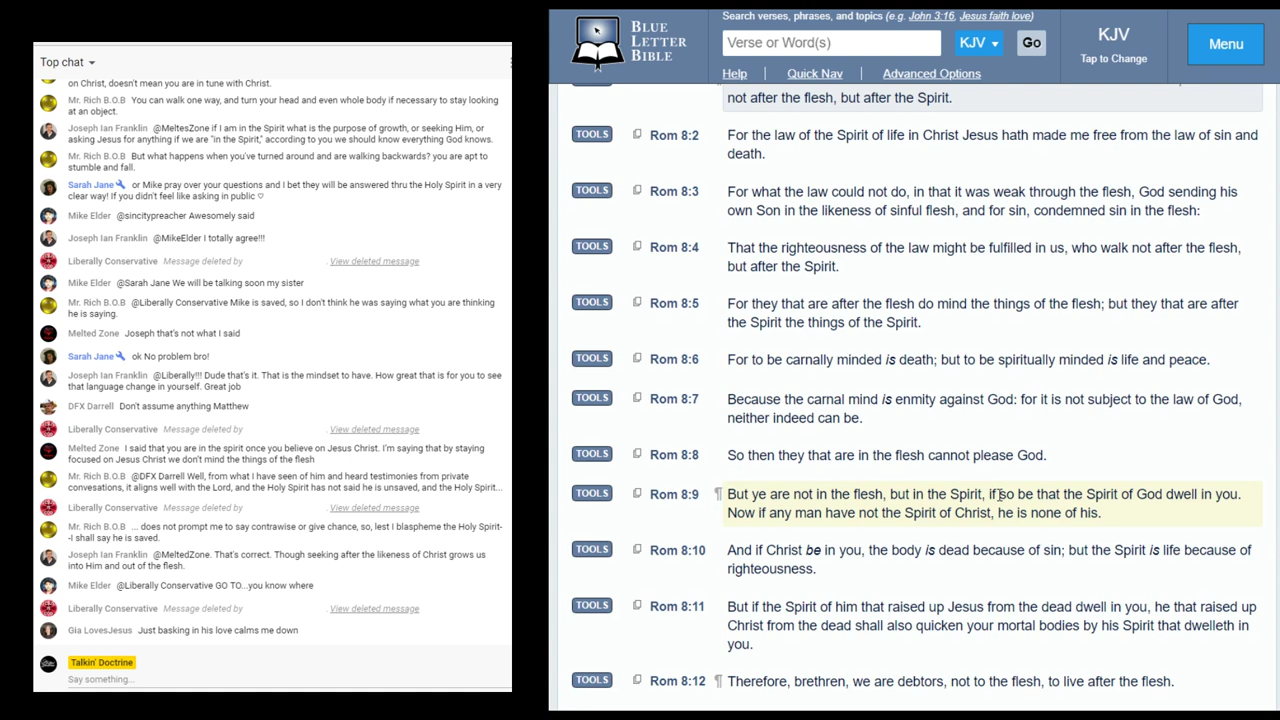 Top chat
on Christ, doesn't mean you are in tune with Christ.
Mr. Rich B.O.B You can walk one way, and turn your head and even whole body if necessary to stay looking
at an object.
Joseph Ian Franklin @MeltesZone if I am in the Spirit what is the purpose of growth, or seeking Him, or
asking Jesus for anything if we are "in the Spirit," according to you we should know everything God knows.
Mr. Rich B.O.B But what happens when you've turned around and are walking backwards? you are apt to
stumble and fall.
Sarah Jane or Mike pray over your questions and I bet they will be answered thru the Holy Spirit in a very
clear way! If you didn't feel like asking in public ♡
Mike Elder @sincitypreacher Awesomely said
Joseph Ian Franklin @MikeElder I totally agree!!!
Liberally Conservative Message deleted by . View deleted message
Mike Elder @Sarah Jane We will be talking soon my sister
Mr. Rich B.O.B @Liberally Conservative Mike is saved, so I don't think he was saying what you are thinking
he is saying.
Melted Zone Joseph that's not what I said
Sarah Jane ok No problem bro!
Joseph Ian Franklin @Liberally!!! Dude that's it. That is the mindset to have. How great that is for you to see
that language change in yourself. Great job
DFX Darrell Don't assume anything Matthew
Liberally Conservative Message deleted by . View deleted message
Melted Zone I said that you are in the spirit once you believe on Jesus Christ. I'm saying that by staying
focused on Jesus Christ we don't mind the things of the flesh
Mr. Rich B.O.B @DFX Darrell Well, from what I have seen of him and heard testimonies from private
conversations, it aligns well with the Lord, and the Holy Spirit has not said he is unsaved, and the Holy Spirit...
Liberally Conservative Message deleted by . View deleted message
Mr. Rich B.O.B ... does not prompt me to say contrawise or give chance, so, lest I blaspheme the Holy Spirit-
-I shall say he is saved.
Joseph Ian Franklin @MeltedZone. That's correct. Though seeking after the likeness of Christ grows us
into Him and out of the flesh.
Mike Elder @Liberally Conservative GO TO...you know where
Liberally Conservative Message deleted by . View deleted message
Gia LovesJesus Just basking in his love calms me down
Talkin' Doctrine
Say something...
BLUE
LETTER
BIBLE
Search verses, phrases, and topics (e.g. John 3:16, Jesus faith love)
Verse or Word(s)
KJV
Go
Help | Quick Nav | Advanced Options
KJV
Tap to Change
Menu
not after the flesh, but after the Spirit.
TOOLS Rom 8:2 For the law of the Spirit of life in Christ Jesus hath made me free from the law of sin and
death.
TOOLS Rom 8:3 For what the law could not do, in that it was weak through the flesh, God sending his
own Son in the likeness of sinful flesh, and for sin, condemned sin in the flesh:
TOOLS Rom 8:4 That the righteousness of the law might be fulfilled in us, who walk not after the flesh,
but after the Spirit.
TOOLS Rom 8:5 For they that are after the flesh do mind the things of the flesh; but they that are after
the Spirit the things of the Spirit.
TOOLS Rom 8:6 For to be carnally minded is death; but to be spiritually minded is life and peace.
TOOLS Rom 8:7 Because the carnal mind is enmity against God: for it is not subject to the law of God,
neither indeed can be.
TOOLS Rom 8:8 So then they that are in the flesh cannot please God.
TOOLS Rom 8:9 ¶ But ye are not in the flesh, but in the Spirit, if so be that the Spirit of God dwell in you.
Now if any man have not the Spirit of Christ, he is none of his.
TOOLS Rom 8:10 And if Christ be in you, the body is dead because of sin; but the Spirit is life because of
righteousness.
TOOLS Rom 8:11 But if the Spirit of him that raised up Jesus from the dead dwell in you, he that raised up
Christ from the dead shall also quicken your mortal bodies by his Spirit that dwelleth in
you.
TOOLS Rom 8:12 ¶ Therefore, brethren, we are debtors, not to the flesh, to live after the flesh.